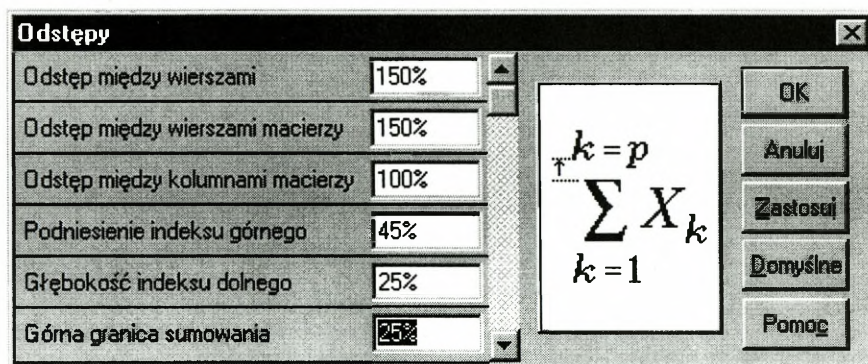 Odstępy
Odstęp między wierszami 150%
Odstęp między wierszami macierzy 150%
Odstęp między kolumnami macierzy 100%
Podniesienie indeksu górnego 45%
Głębokość indeksu dolnego 25%
Górna granica sumowania 25%
k = p
∑ X k
k = 1
OK
Anuluj
Zastosuj
Domyślne
Pomoc